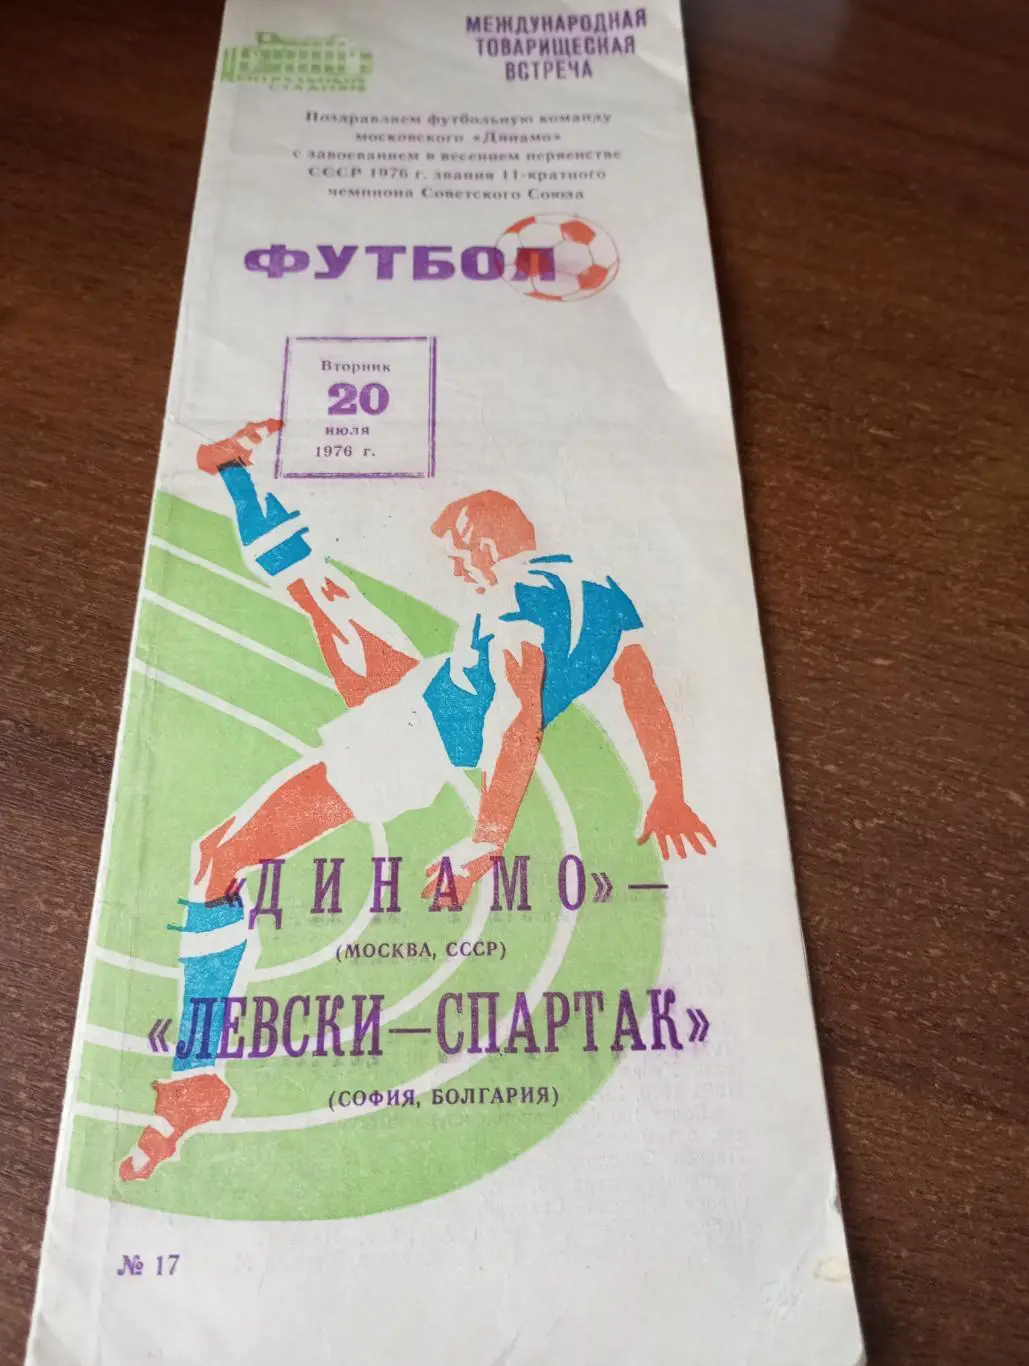 МЕЖДУНАРОДНАЯ
ТОВАРИЩЕСКАЯ
ВСТРЕЧА
Поздравляем футбольную команду
московского «Динамо»
с завоеванием в весеннем первенстве
СССР 1976 г. звания 11-кратного
чемпиона Советского Союза
ФУТБОЛ
Вторник
20
июля
1976 г.
«ДИНАМО»—
(МОСКВА, СССР)
«ЛЕВСКИ—СПАРТАК»
(СОФИЯ, БОЛГАРИЯ)
№ 17